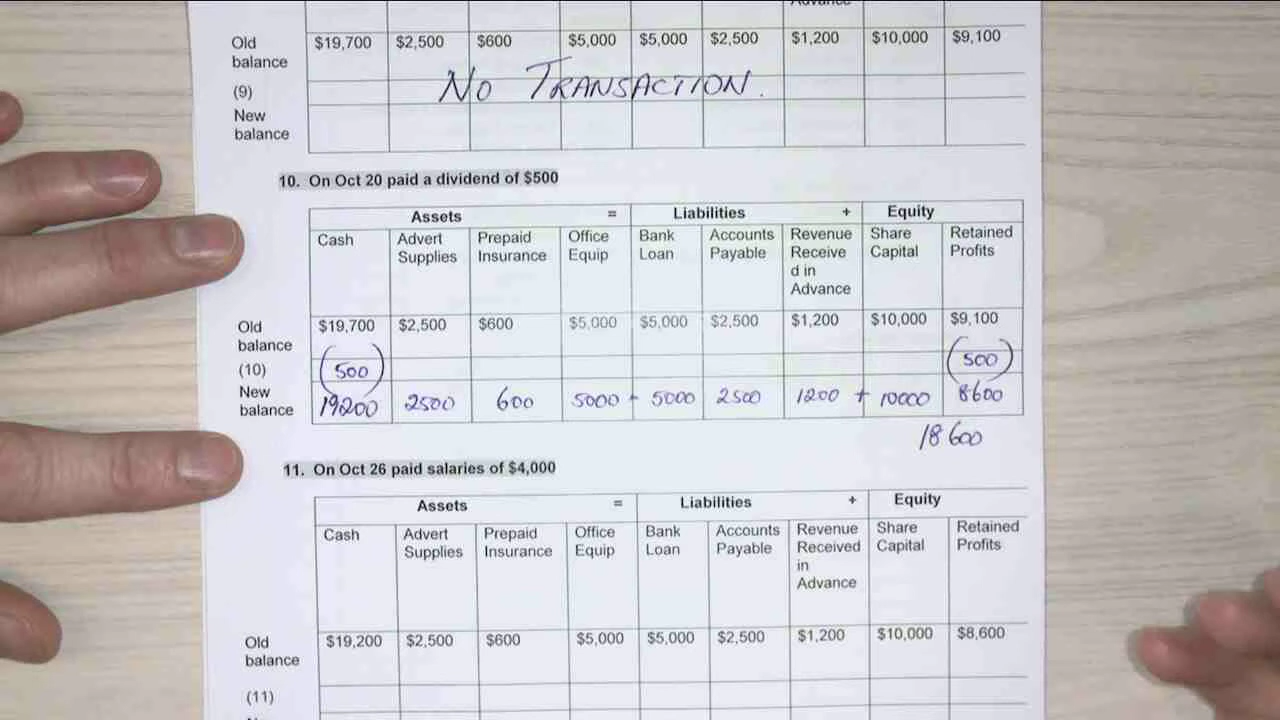 Old balance $19,700 $2,500 $600 $5,000 $5,000 $2,500 $1,200 $10,000 $9,100
(9) No TRANSACTION.
New balance
10. On Oct 20 paid a dividend of $500
Assets = Liabilities + Equity
Cash Advert Supplies Prepaid Insurance Office Equip Bank Loan Accounts Payable Revenue Receive d in Advance Share Capital Retained Profits
Old balance $19,700 $2,500 $600 $5,000 $5,000 $2,500 $1,200 $10,000 $9,100
(10) (500) (500)
New balance 19200 2500 600 5000 5000 2500 1200 + 10000 8600
18600
11. On Oct 26 paid salaries of $4,000
Assets = Liabilities + Equity
Cash Advert Supplies Prepaid Insurance Office Equip Bank Loan Accounts Payable Revenue Received in Advance Share Capital Retained Profits
Old balance $19,200 $2,500 $600 $5,000 $5,000 $2,500 $1,200 $10,000 $8,600
(11)